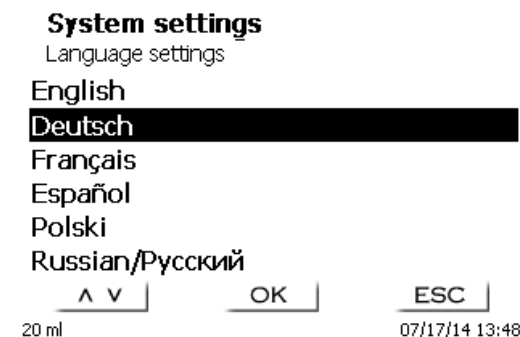 System settings
Language settings
English
Deutsch
Français
Español
Polski
Russian/Русский
∧ ∨ OK ESC
20 ml 07/17/14 13:48